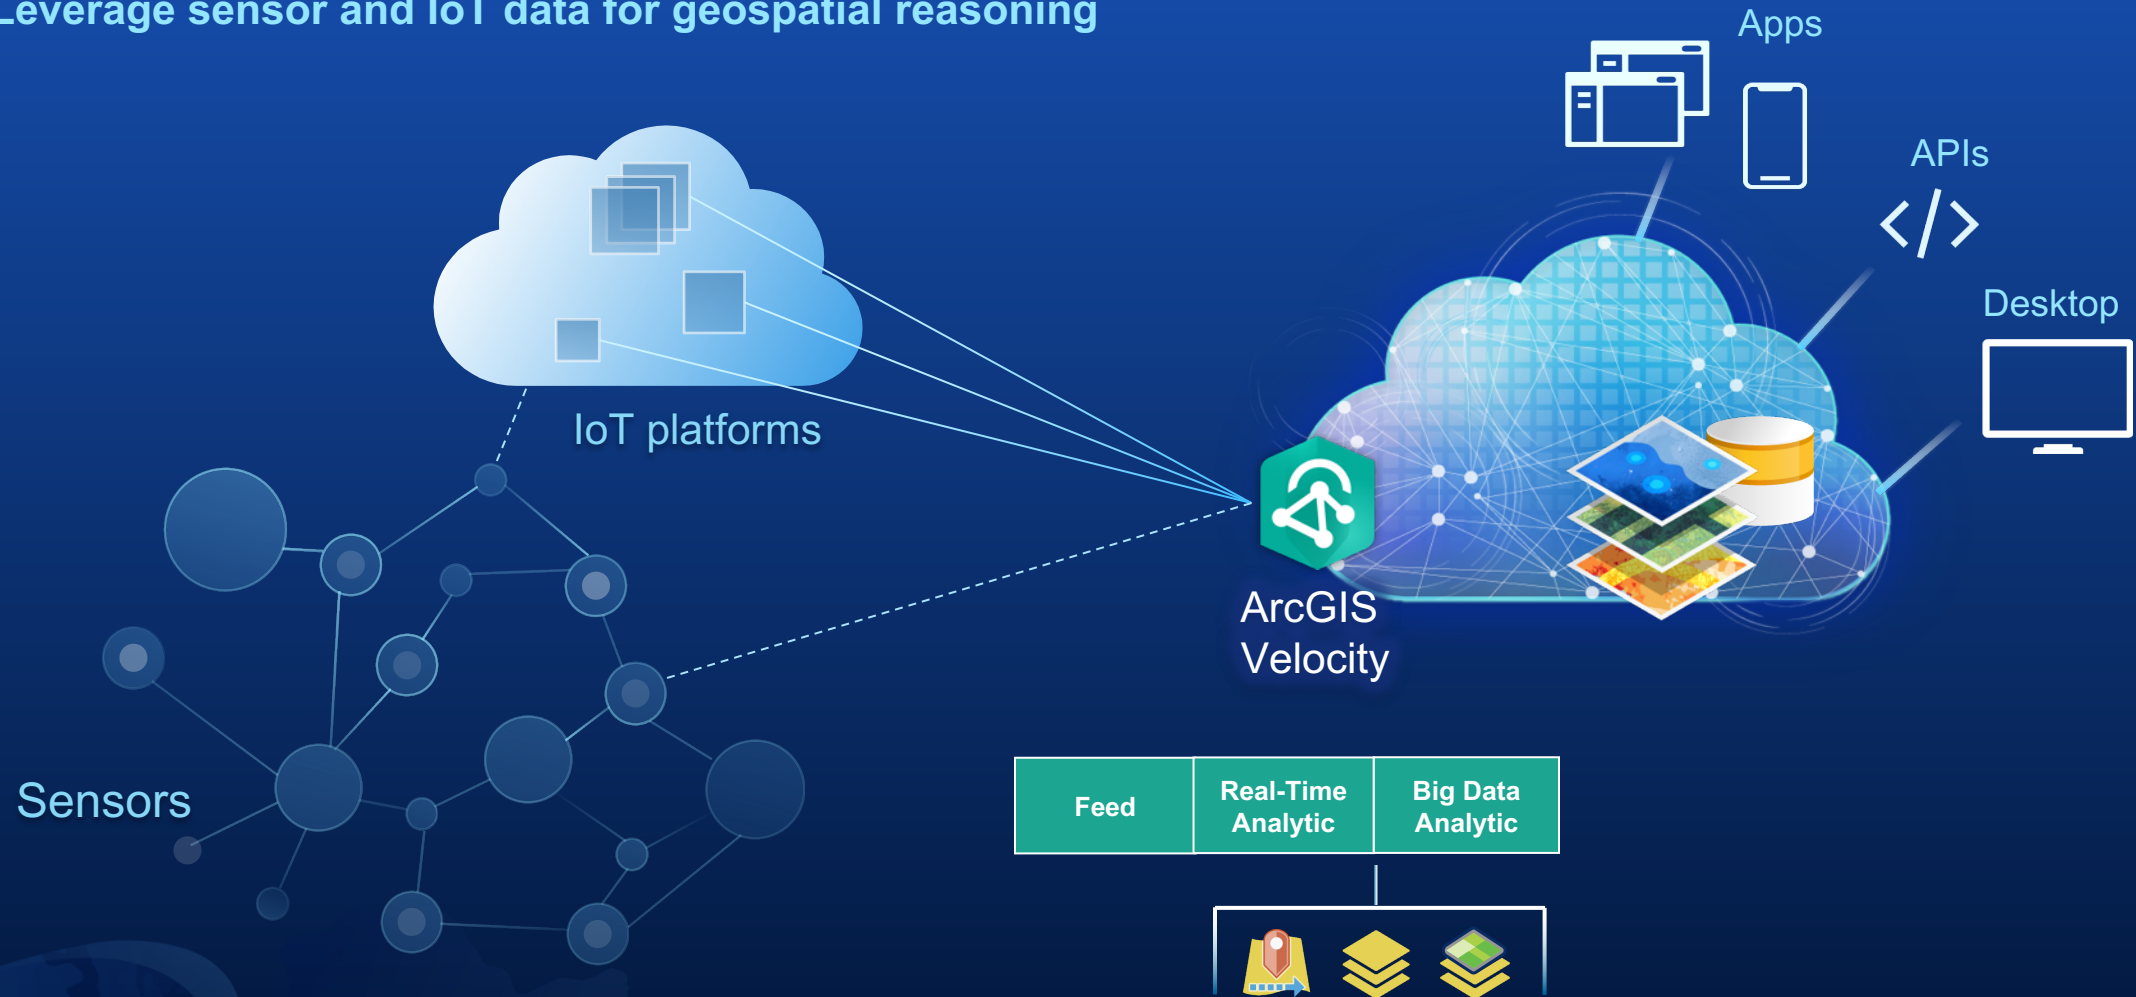 Leverage sensor and IoT data for geospatial reasoning
Apps
APIs
</>
Desktop
IoT platforms
ArcGIS
Velocity
Sensors
Feed
Real-Time
Analytic
Big Data
Analytic